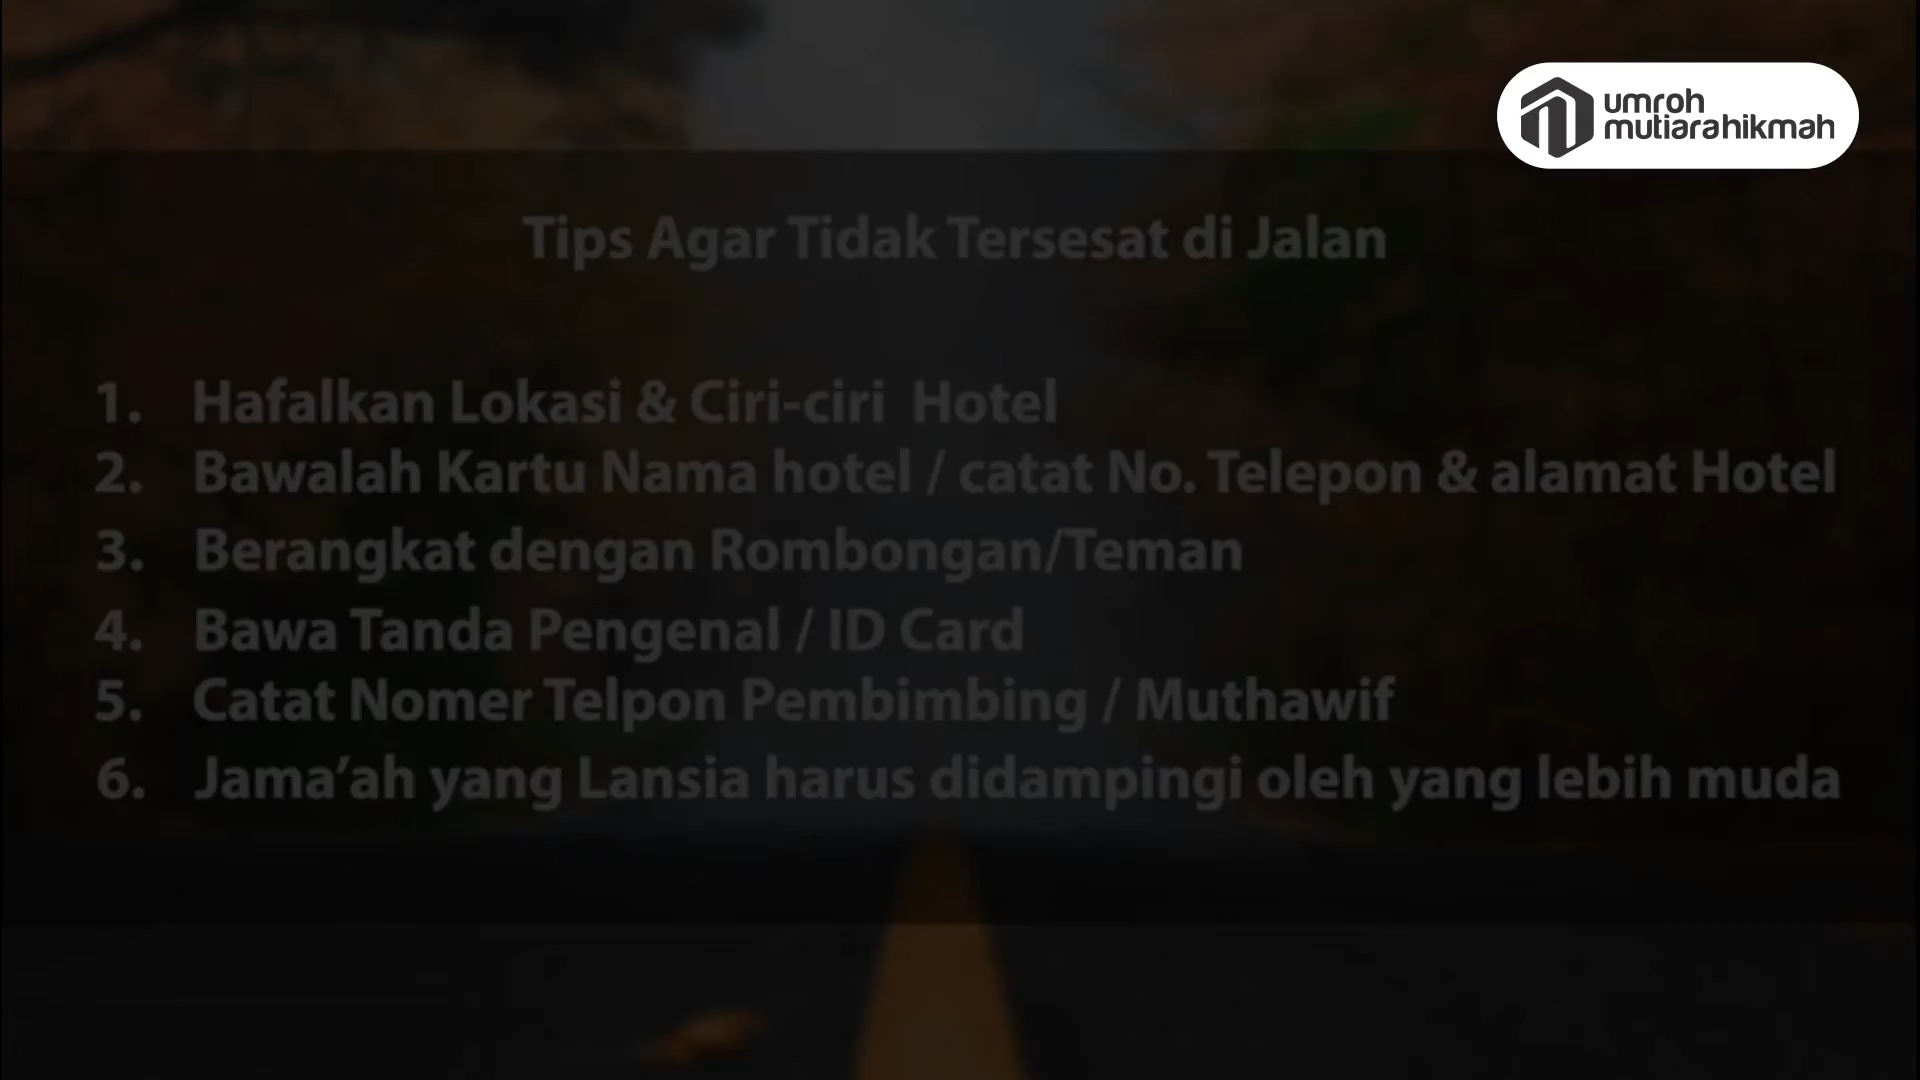 umroh
mutiarahikmah
Tips Agar Tidak Tersesat di Jalan
1. Hafalkan Lokasi & Ciri-ciri Hotel
2. Bawalah Kartu Nama hotel / catat No. Telepon & alamat Hotel
3. Berangkat dengan Rombongan/Teman
4. Bawa Tanda Pengenal / ID Card
5. Catat Nomer Telpon Pembimbing / Muthawif
6. Jama’ah yang Lansia harus didampingi oleh yang lebih muda